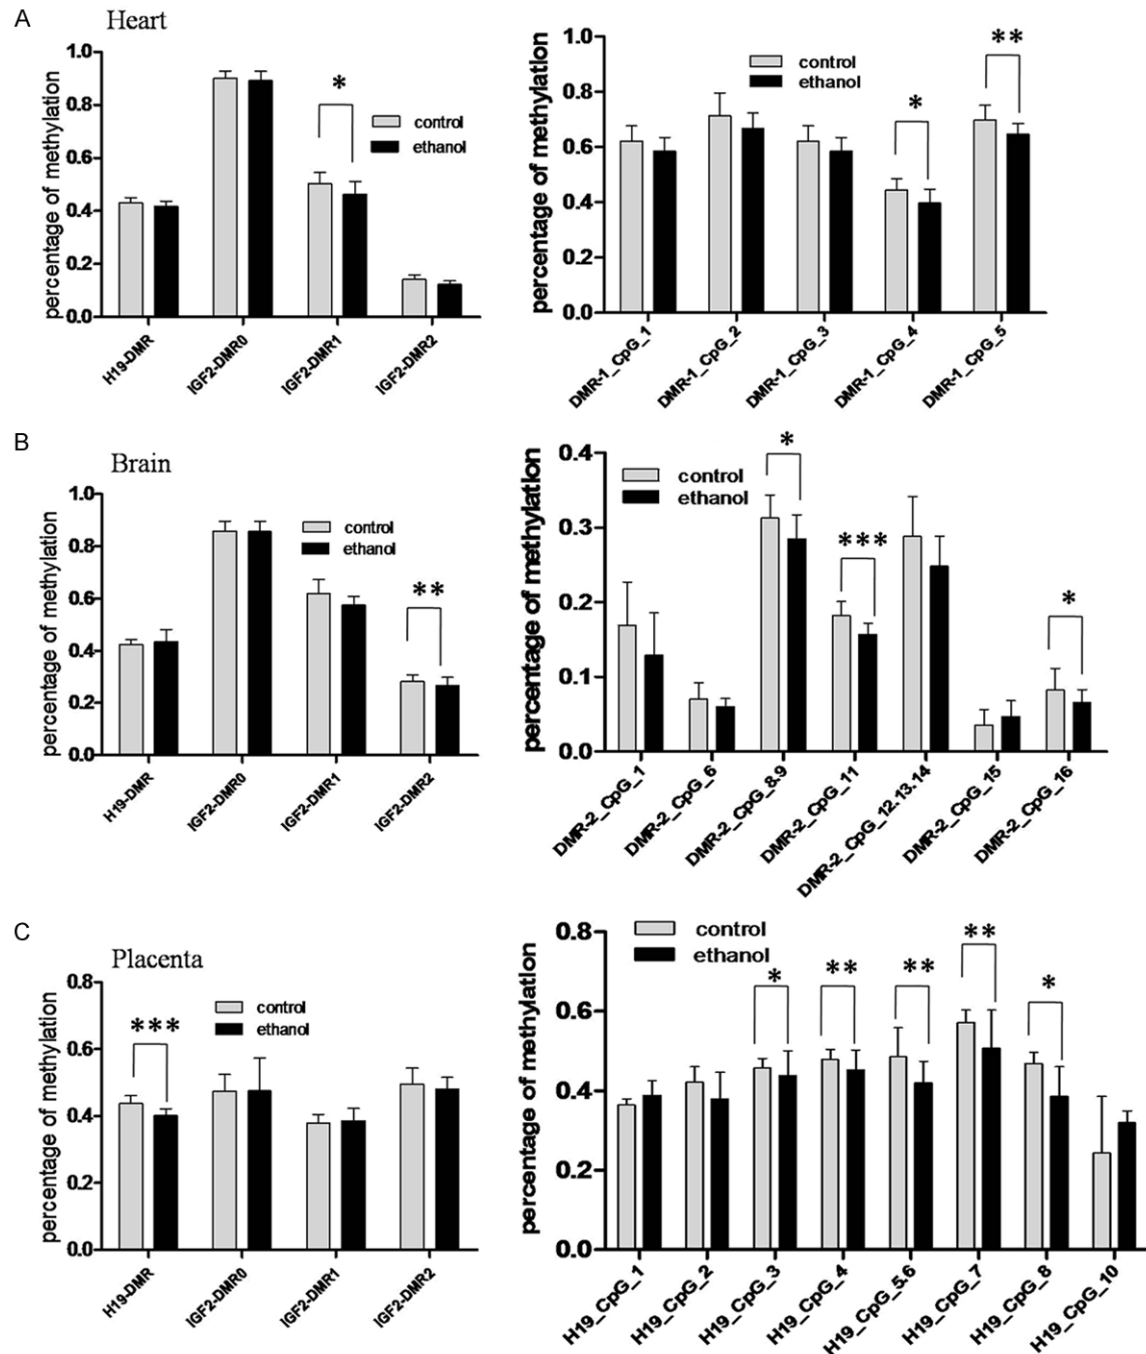 A
Heart
percentage of methylation
1.0
0.8
0.6
0.4
0.2
0.0
*
control
ethanol
H19-DMR
IGF2-DMR0
IGF2-DMR1
IGF2-DMR2
percentage of methylation
1.0
0.8
0.6
0.4
0.2
0.0
control
ethanol
*
**
DMR-1_CpG_1
DMR-1_CpG_2
DMR-1_CpG_3
DMR-1_CpG_4
DMR-1_CpG_5
B
Brain
percentage of methylation
1.0
0.8
0.6
0.4
0.2
0.0
control
ethanol
**
H19-DMR
IGF2-DMR0
IGF2-DMR1
IGF2-DMR2
percentage of methylation
0.4
0.3
0.2
0.1
0.0
control
ethanol
*
***
*
DMR-2_CpG_1
DMR-2_CpG_6
DMR-2_CpG_8.9
DMR-2_CpG_11
DMR-2_CpG_12.13.14
DMR-2_CpG_15
DMR-2_CpG_16
C
Placenta
percentage of methylation
0.8
0.6
0.4
0.2
0.0
control
ethanol
***
H19-DMR
IGF2-DMR0
IGF2-DMR1
IGF2-DMR2
percentage of methylation
0.8
0.6
0.4
0.2
0.0
control
ethanol
*
**
**
**
*
H19_CpG_1
H19_CpG_2
H19_CpG_3
H19_CpG_4
H19_CpG_5.6
H19_CpG_7
H19_CpG_8
H19_CpG_10